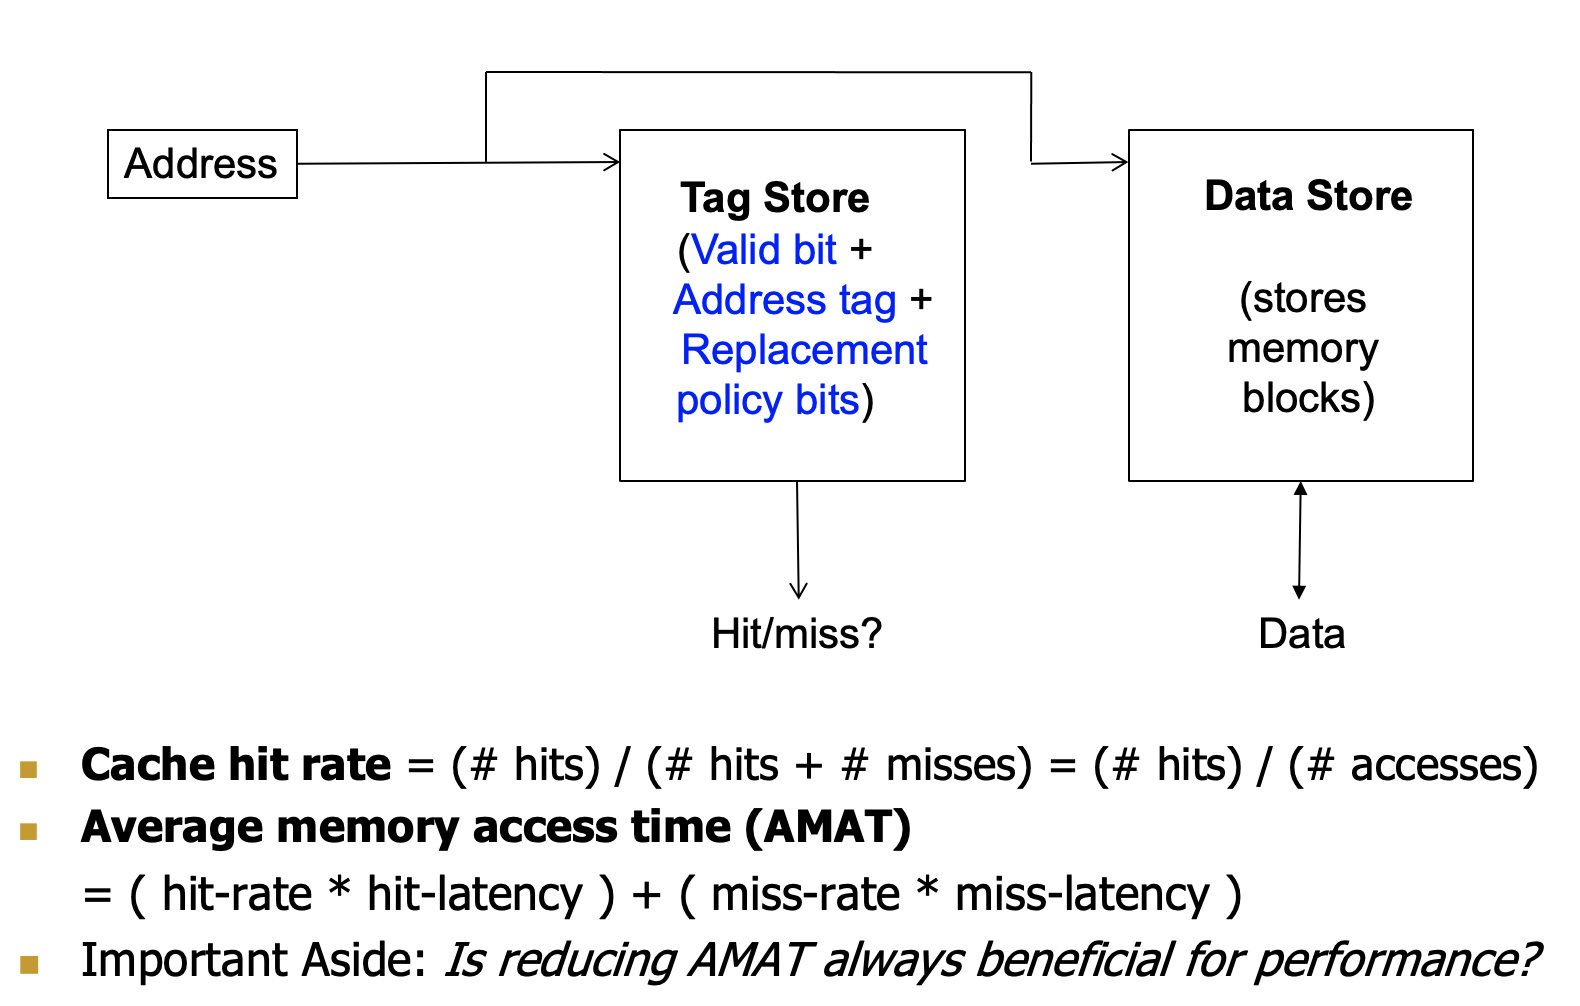 Address
Tag Store
(Valid bit +
Address tag +
Replacement
policy bits)
Data Store
(stores
memory
blocks)
Hit/miss?
Data
Cache hit rate = (# hits) / (# hits + # misses) = (# hits) / (# accesses)
Average memory access time (AMAT)
= ( hit-rate * hit-latency ) + ( miss-rate * miss-latency )
Important Aside: Is reducing AMAT always beneficial for performance?